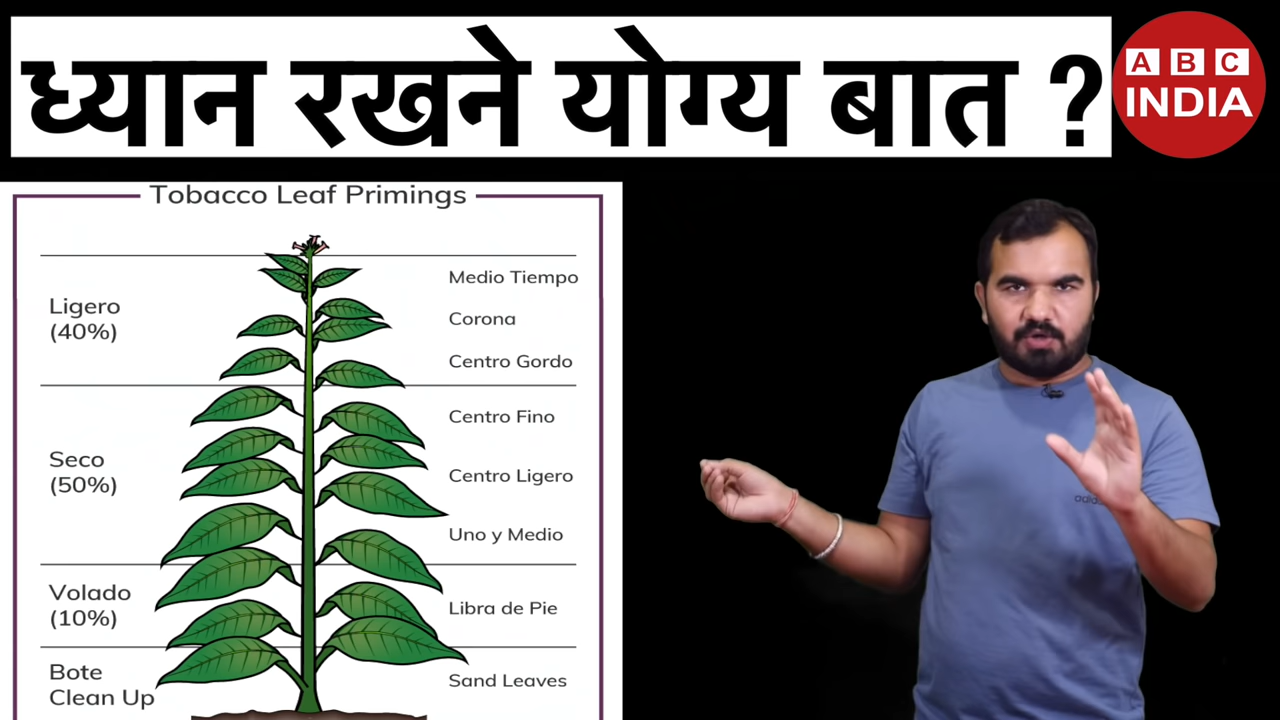 ध्यान रखने योग्य बात ?
A B C
INDIA
Tobacco Leaf Primings
Ligero
(40%)
Medio Tiempo
Corona
Centro Gordo
Seco
(50%)
Centro Fino
Centro Ligero
Uno y Medio
Volado
(10%)
Libra de Pie
Bote
Clean Up
Sand Leaves